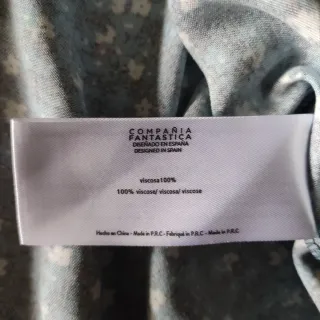 COMPAÑIA
FANTASTICA
DISEÑADO EN ESPAÑA
DESIGNED IN SPAIN
viscosa100%
100% viscose/ viscosa/ viscose
Hecho en China - Made in P.R.C - Fabriqué in P.R.C - Made in P.R.C.